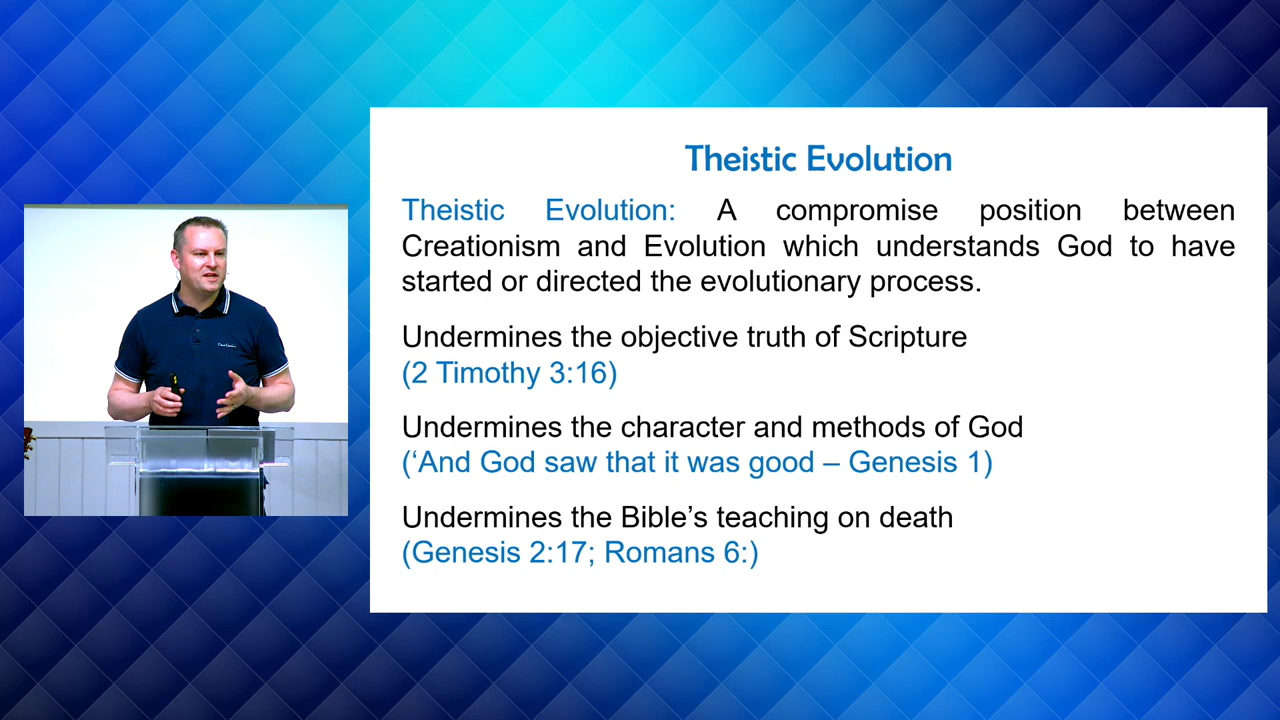 Theistic Evolution
Theistic Evolution: A compromise position between
Creationism and Evolution which understands God to have
started or directed the evolutionary process.
Undermines the objective truth of Scripture
(2 Timothy 3:16)
Undermines the character and methods of God
(‘And God saw that it was good – Genesis 1)
Undermines the Bible’s teaching on death
(Genesis 2:17; Romans 6:)